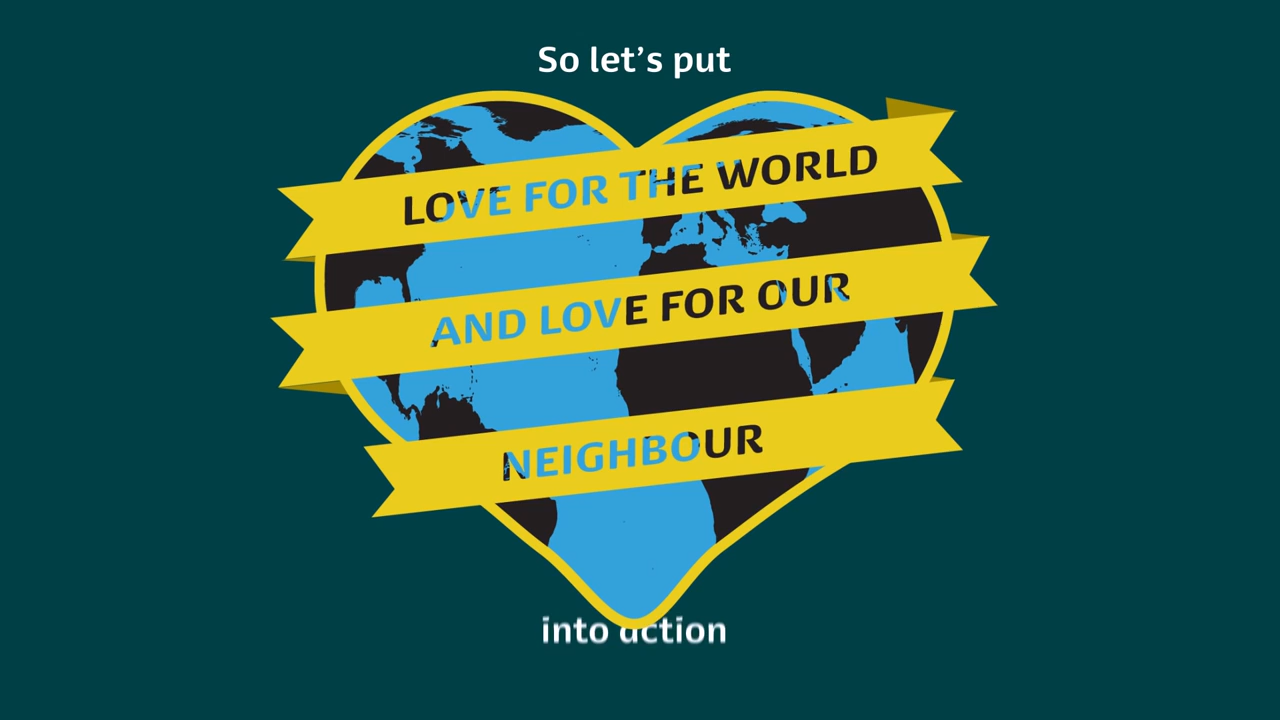 So let’s put
LOVE FOR THE WORLD
AND LOVE FOR OUR
NEIGHBOUR
into action